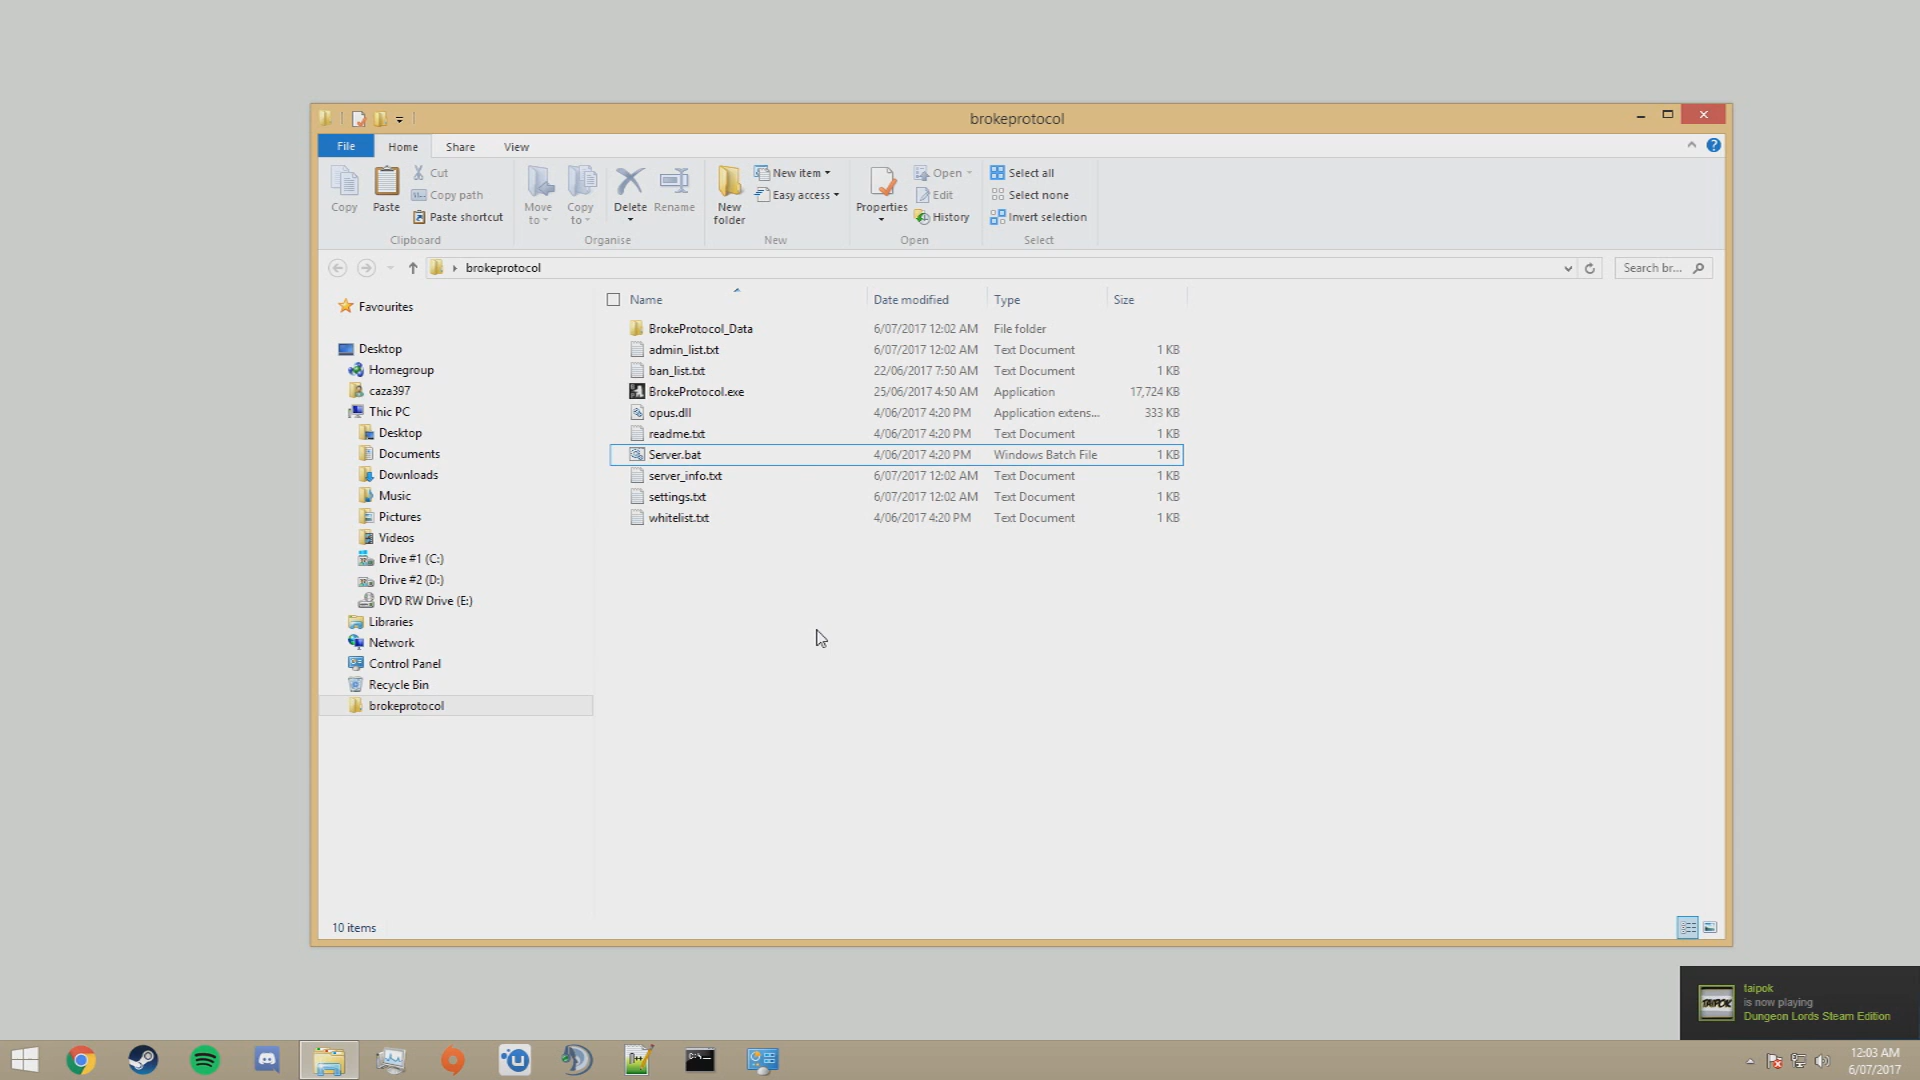 brokeprotocol
File Home Share View
Copy Paste Cut Copy path Paste shortcut
Clipboard
Move to Copy to Delete Rename
Organise
New folder New item Easy access
New
Properties Open Edit History
Open
Select all Select none Invert selection
Select
brokeprotocol
Search br...
Name Date modified Type Size
BrokeProtocol_Data 6/07/2017 12:02 AM File folder
admin_list.txt 6/07/2017 12:02 AM Text Document 1 KB
ban_list.txt 22/06/2017 7:50 AM Text Document 1 KB
BrokeProtocol.exe 25/06/2017 4:50 AM Application 17,724 KB
opus.dll 4/06/2017 4:20 PM Application extens... 333 KB
readme.txt 4/06/2017 4:20 PM Text Document 1 KB
Server.bat 4/06/2017 4:20 PM Windows Batch File 1 KB
server_info.txt 6/07/2017 12:02 AM Text Document 1 KB
settings.txt 6/07/2017 12:02 AM Text Document 1 KB
whitelist.txt 4/06/2017 4:20 PM Text Document 1 KB
Favourites
Desktop
Homegroup
caza397
Thic PC
Desktop
Documents
Downloads
Music
Pictures
Videos
Drive #1 (C:)
Drive #2 (D:)
DVD RW Drive (E:)
Libraries
Network
Control Panel
Recycle Bin
brokeprotocol
10 items
TAIPOK
taipok
is now playing
Dungeon Lords Steam Edition
12:03 AM
6/07/2017